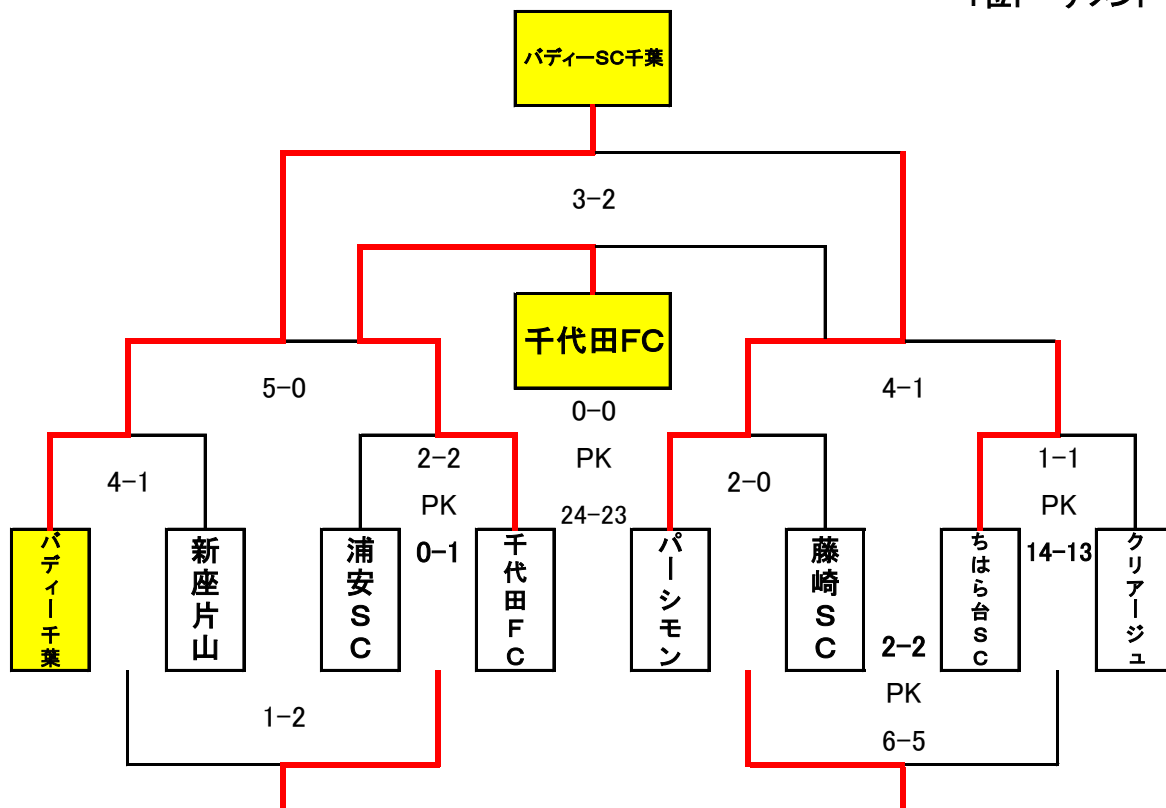 バディーSC千葉
3-2
千代田FC
5-0
0-0
4-1
PK
24-23
4-1
2-2
PK
0-1
2-0
1-1
PK
14-13
バディー千葉
新座片山
浦安SC
千代田FC
パーシモン
藤崎SC
ちはら台SC
クリアージュ
1-2
2-2
PK
6-5